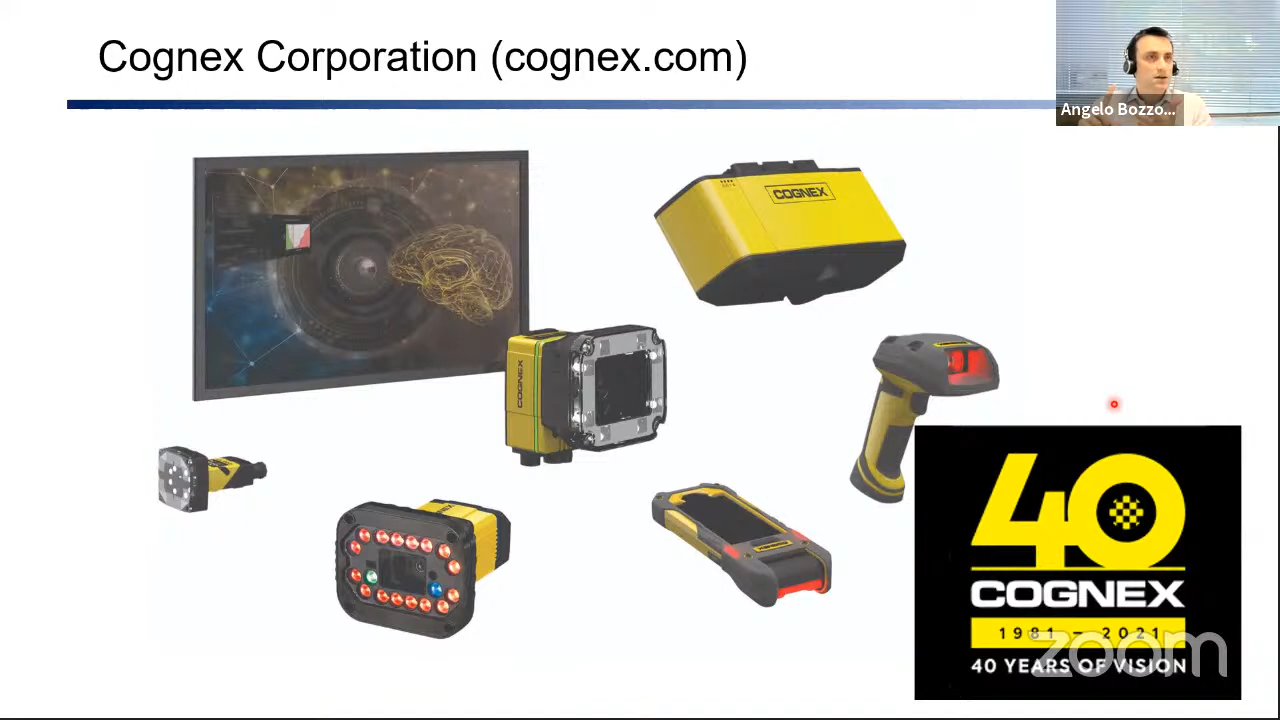 Cognex Corporation (cognex.com)
Angelo Bozzo...
COGNEX
COGNEX
40
COGNEX
1981 – 2021
40 YEARS OF VISION
zoom